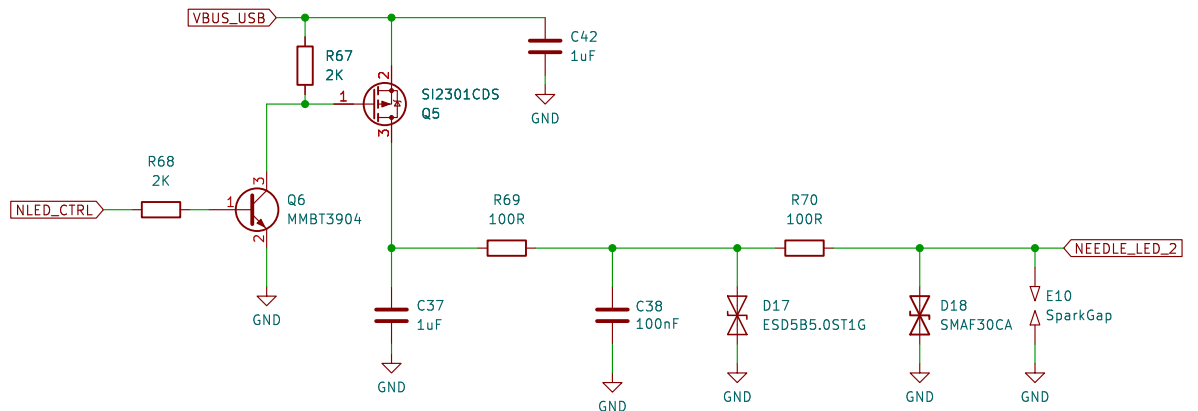 VBUS_USB
R67
2K
C42
1uF
GND
2
1
3
SI2301CDS
Q5
R68
2K
NLED_CTRL
1
3
2
Q6
MMBT3904
GND
R69
100R
R70
100R
NEEDLE_LED_2
C37
1uF
GND
C38
100nF
GND
D17
ESD5B5.0ST1G
GND
D18
SMAF30CA
GND
E10
SparkGap
GND